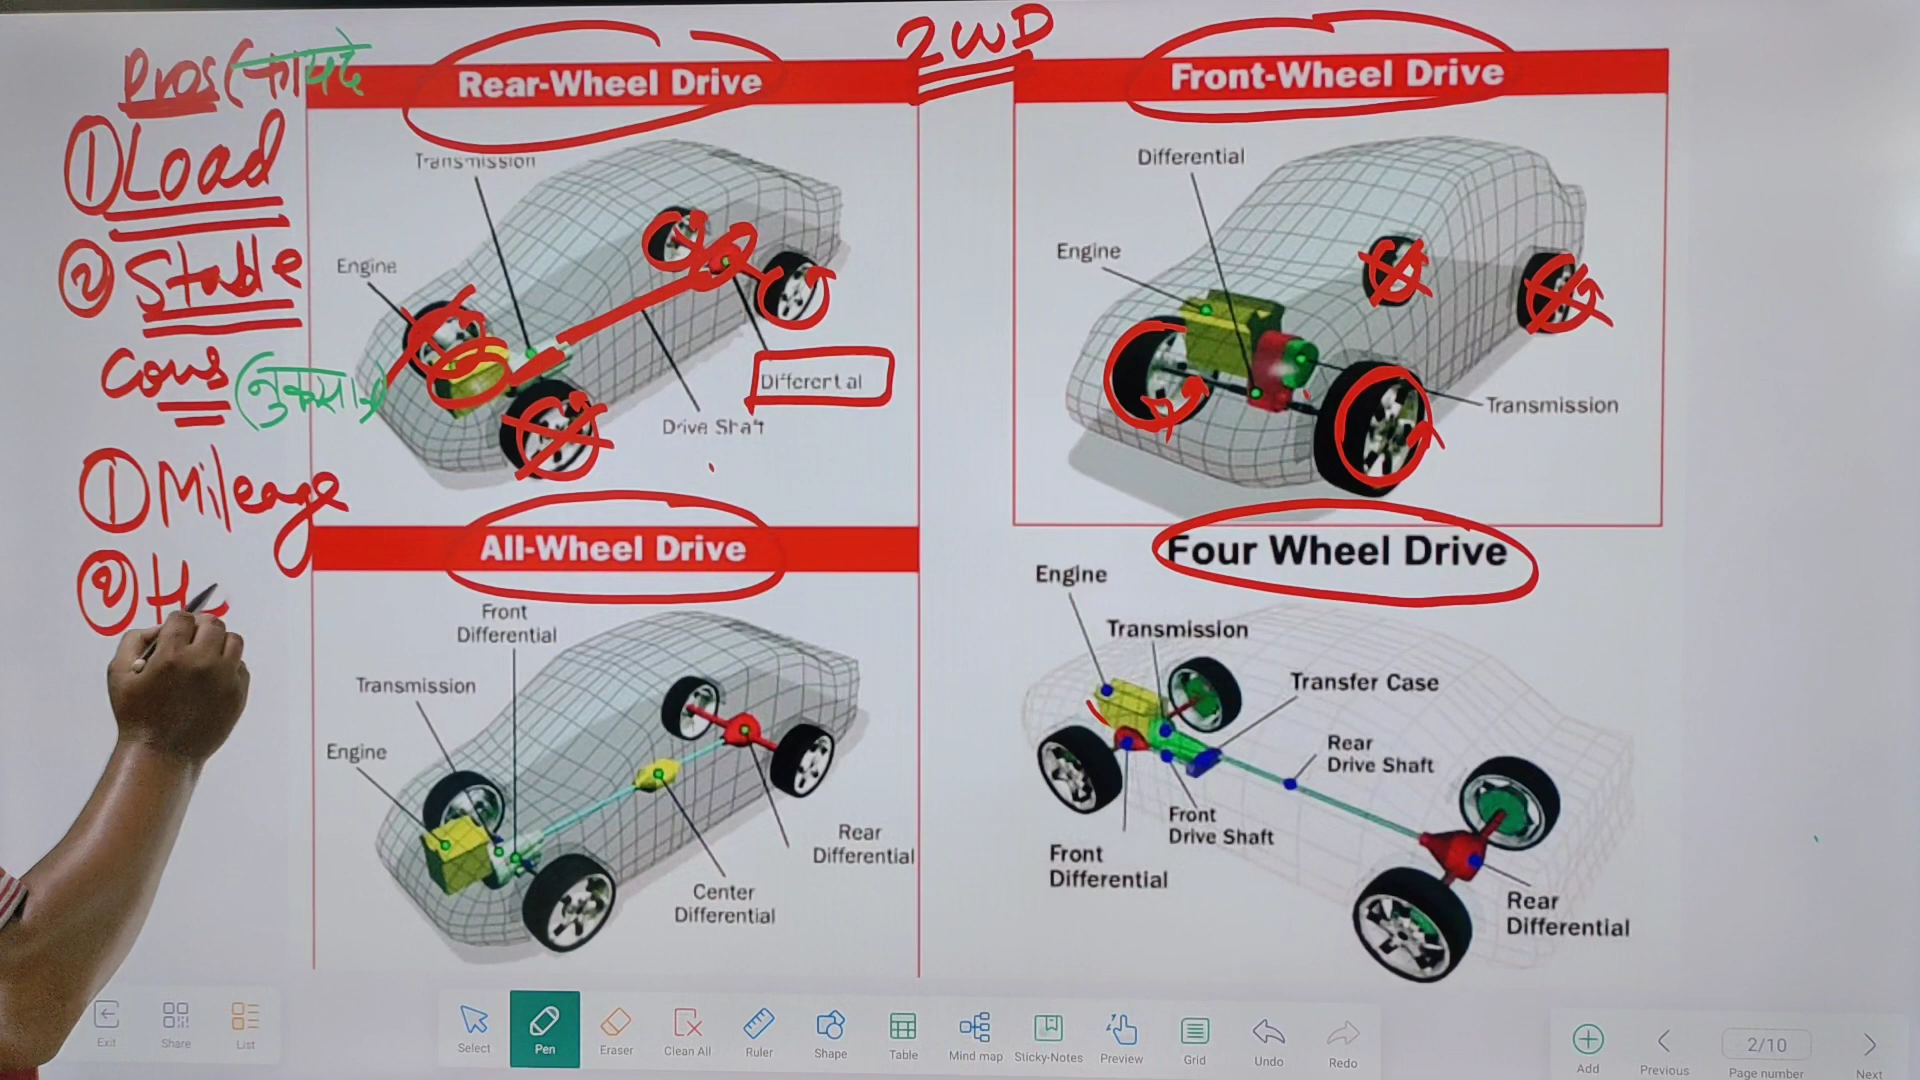 2WD
Pros (फायदे
① Load
② Stable
Cons (नुकसान)
① Mileage
②
Rear-Wheel Drive
Transmission
Engine
Differential
Drive Shaft
Front-Wheel Drive
Differential
Engine
Transmission
All-Wheel Drive
Front
Differential
Transmission
Engine
Rear
Differential
Center
Differential
Four Wheel Drive
Engine
Transmission
Transfer Case
Rear
Drive Shaft
Front
Drive Shaft
Front
Differential
Rear
Differential
Exit
Share
List
Select
Pen
Eraser
Clean All
Ruler
Shape
Table
Mind map
Sticky-Notes
Preview
Grid
Undo
Redo
Add
Previous
2/10
Page number
Next